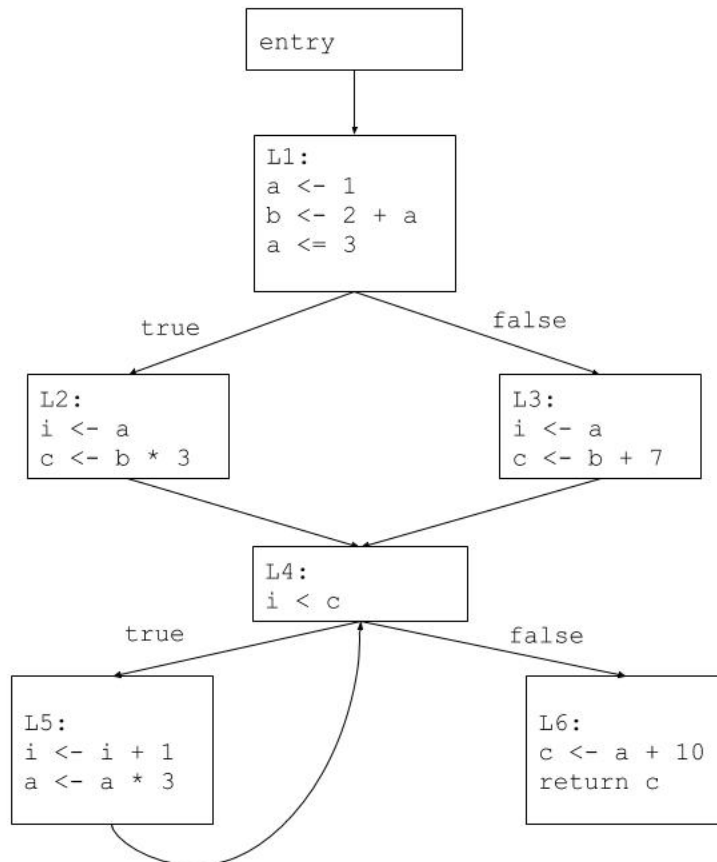 entry
L1:
a <- 1
b <- 2 + a
a <= 3
true
false
L2:
i <- a
c <- b * 3
L3:
i <- a
c <- b + 7
L4:
i < c
true
false
L5:
i <- i + 1
a <- a * 3
L6:
c <- a + 10
return c